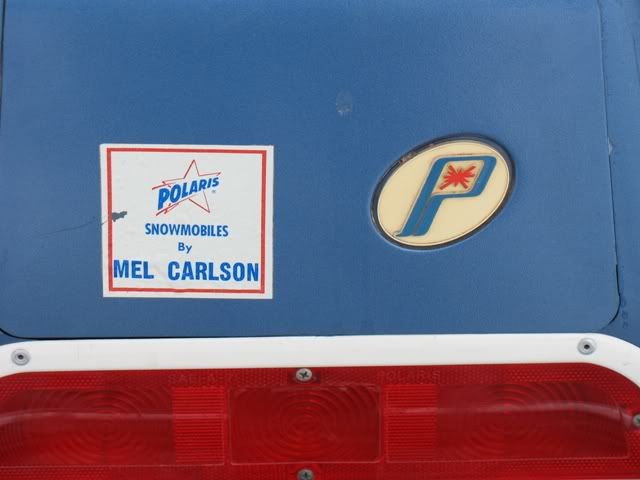 POLARIS®
SNOWMOBILES
By
MEL CARLSON
P
POLARIS